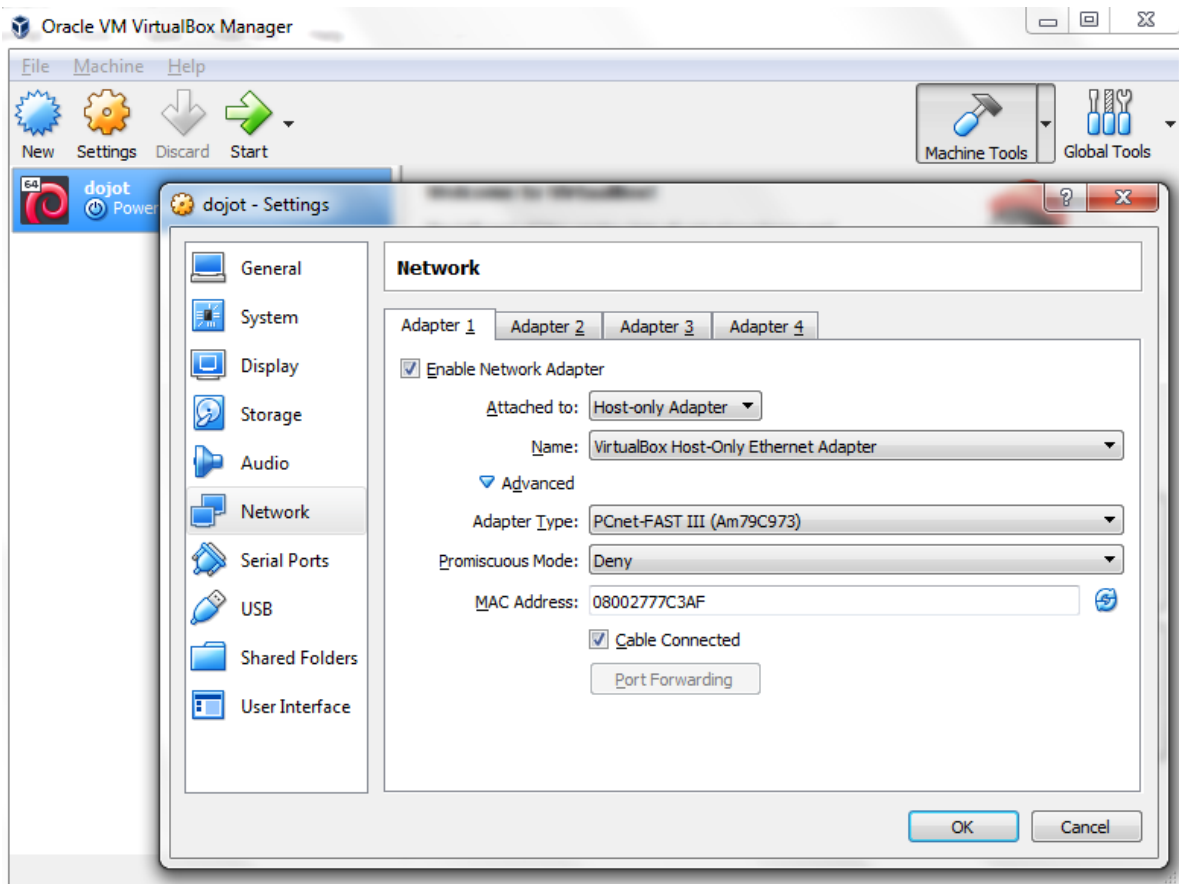 Oracle VM VirtualBox Manager
File Machine Help
New Settings Discard Start Machine Tools Global Tools
64 dojot
Power
Welcome to VirtualBox!
dojot - Settings
General
System
Display
Storage
Audio
Network
Serial Ports
USB
Shared Folders
User Interface
Network
Adapter 1 Adapter 2 Adapter 3 Adapter 4
Enable Network Adapter
Attached to: Host-only Adapter
Name: VirtualBox Host-Only Ethernet Adapter
Advanced
Adapter Type: PCnet-FAST III (Am79C973)
Promiscuous Mode: Deny
MAC Address: 08002777C3AF
Cable Connected
Port Forwarding
OK Cancel